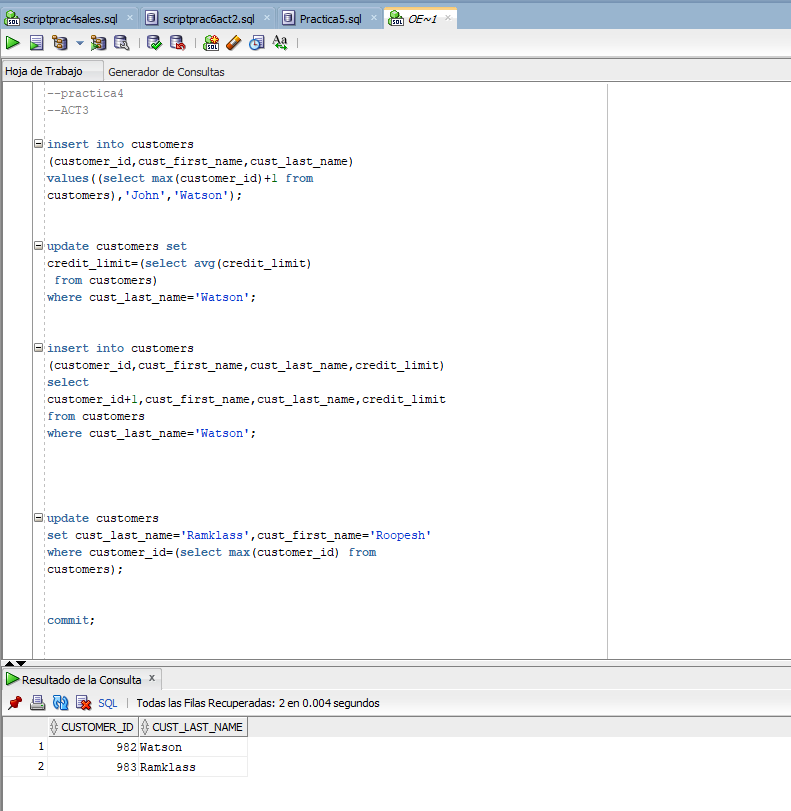 scriptprac4sales.sql scriptprac6act2.sql Practica5.sql OE~1
Hoja de Trabajo Generador de Consultas
--practica4
--ACT3
insert into customers
(customer_id,cust_first_name,cust_last_name)
values((select max(customer_id)+1 from
customers),'John','Watson');
update customers set
credit_limit=(select avg(credit_limit)
from customers)
where cust_last_name='Watson';
insert into customers
(customer_id,cust_first_name,cust_last_name,credit_limit)
select
customer_id+1,cust_first_name,cust_last_name,credit_limit
from customers
where cust_last_name='Watson';
update customers
set cust_last_name='Ramklass',cust_first_name='Roopesh'
where customer_id=(select max(customer_id) from
customers);
commit;
Resultado de la Consulta x
SQL | Todas las Filas Recuperadas: 2 en 0.004 segundos
CUSTOMER_ID CUST_LAST_NAME
1 982 Watson
2 983 Ramklass